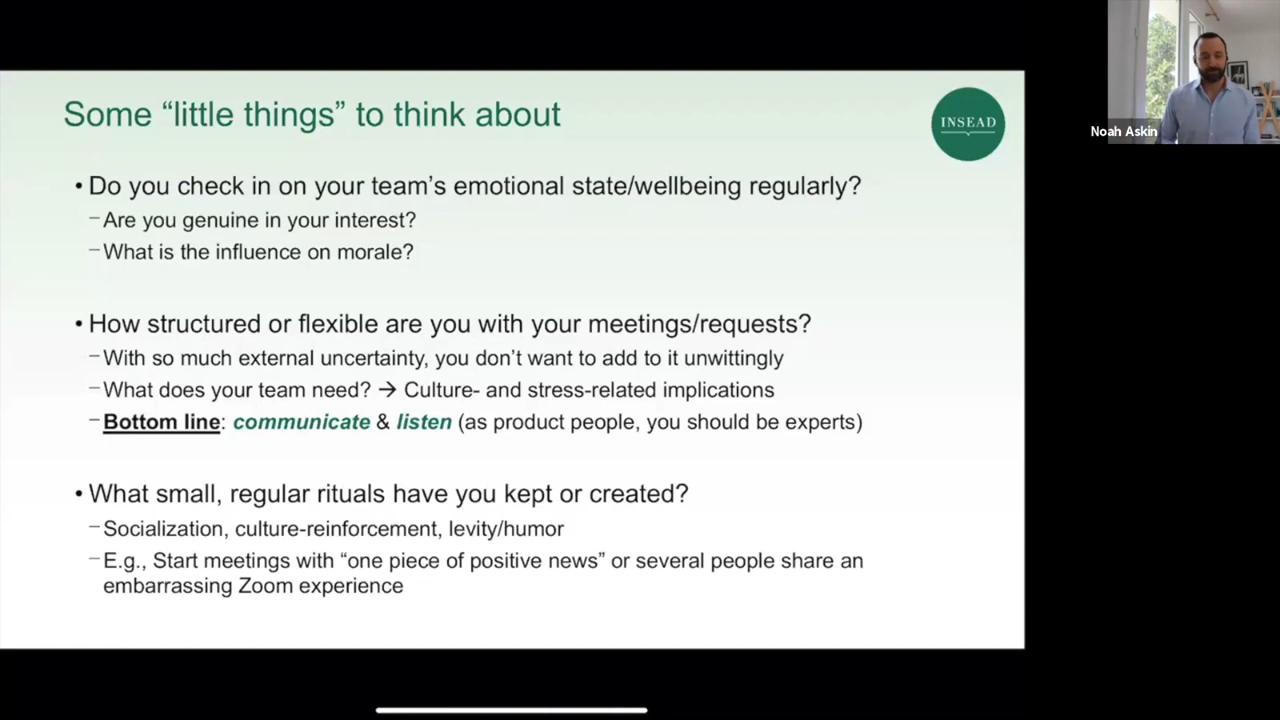 Some “little things” to think about
INSEAD
Noah Askin
• Do you check in on your team’s emotional state/wellbeing regularly?
– Are you genuine in your interest?
– What is the influence on morale?
• How structured or flexible are you with your meetings/requests?
– With so much external uncertainty, you don’t want to add to it unwittingly
– What does your team need? → Culture- and stress-related implications
– Bottom line: communicate & listen (as product people, you should be experts)
• What small, regular rituals have you kept or created?
– Socialization, culture-reinforcement, levity/humor
– E.g., Start meetings with “one piece of positive news” or several people share an
embarrassing Zoom experience